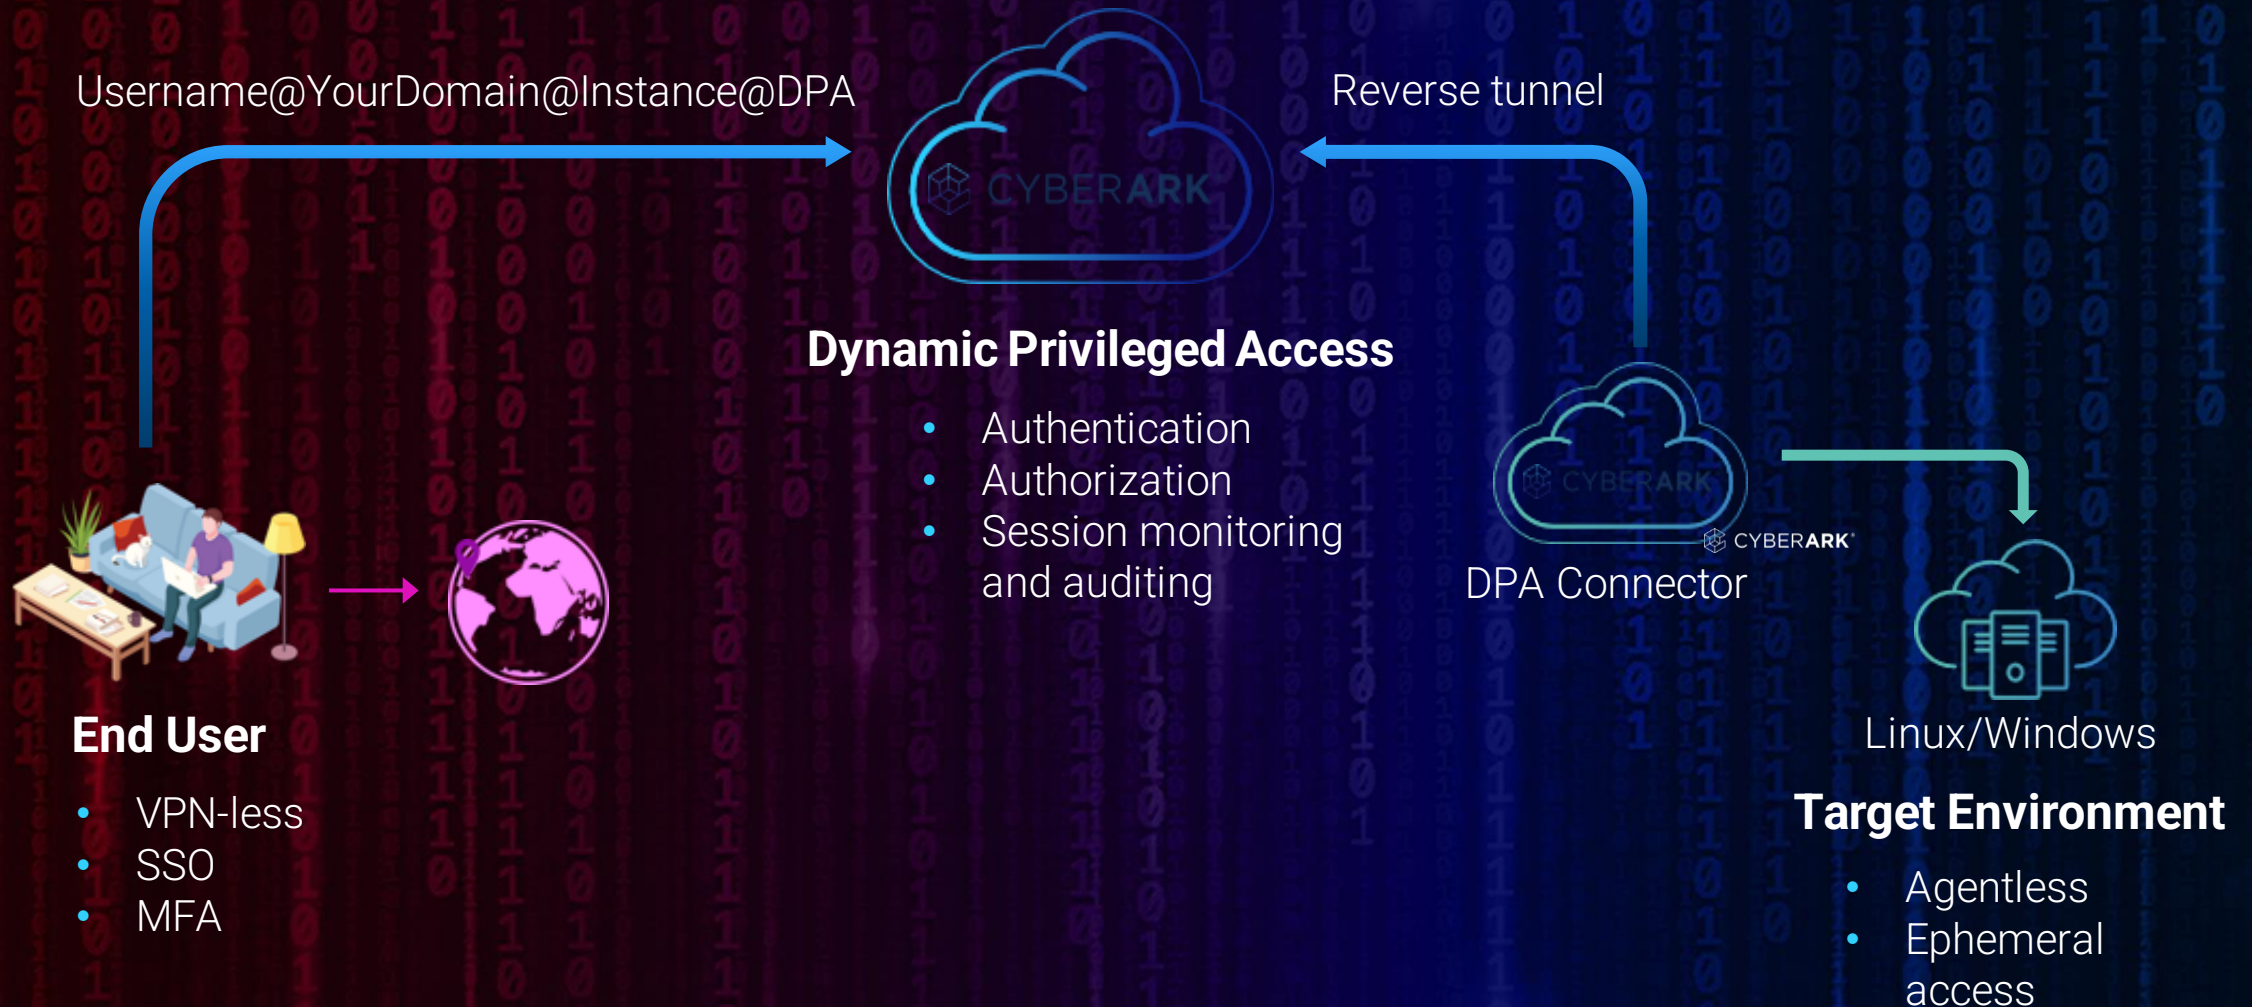 Username@YourDomain@Instance@DPA
Reverse tunnel
CYBERARK
Dynamic Privileged Access
• Authentication
• Authorization
• Session monitoring
and auditing
CYBERARK
CYBERARK®
DPA Connector
End User
• VPN-less
• SSO
• MFA
Linux/Windows
Target Environment
• Agentless
• Ephemeral
access